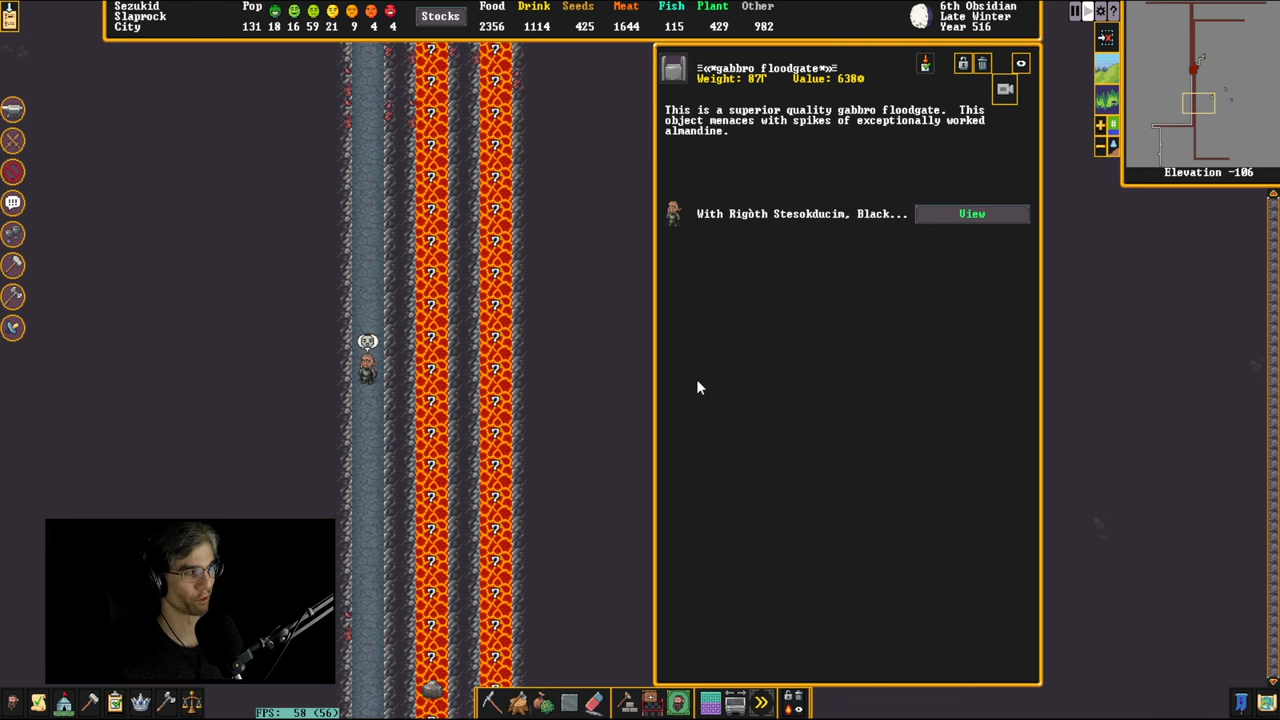 Sezukid
Slaprock
City
Pop
131 18 16 59 21 9 4 4
Stocks
Food Drink Seeds Meat Fish Plant Other
2356 1114 425 1644 115 429 982
6th Obsidian
Late Winter
Year 516
≡«*gabbro floodgate*»≡
Weight: 87Γ Value: 638☼
This is a superior quality gabbro floodgate. This
object menaces with spikes of exceptionally worked
almandine.
With Rigòth Stesokducim, Black...
View
Elevation -106
FPS: 58 (56)